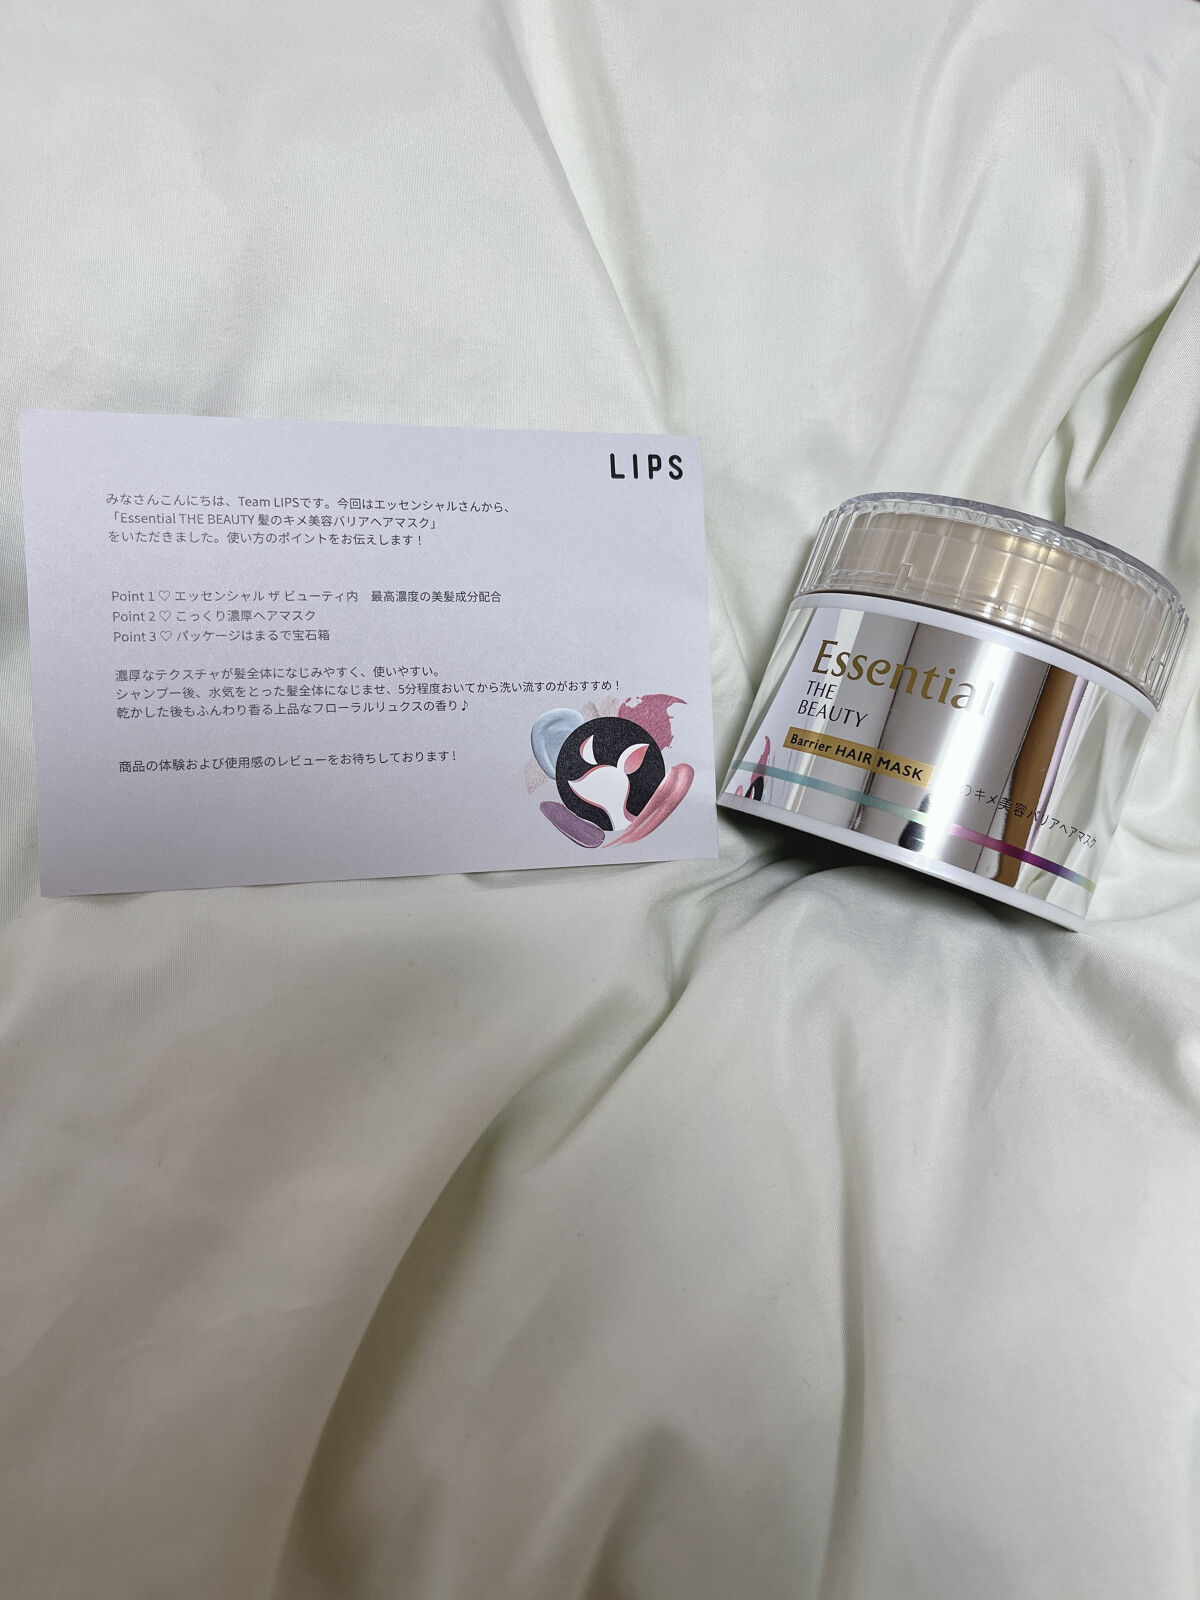 LIPS
みなさんこんにちは、Team LIPSです。今回はエッセンシャルさんから、
「Essential THE BEAUTY 髪のキメ美容バリアヘアマスク」
をいただきました。使い方のポイントをお伝えします！
Point 1 ♡ エッセンシャル ザ ビューティ内　最高濃度の美髪成分配合
Point 2 ♡ こっくり濃厚ヘアマスク
Point 3 ♡ パッケージはまるで宝石箱
濃厚なテクスチャが髪全体になじみやすく、使いやすい。
シャンプー後、水気をとった髪全体になじませ、5分程度おいてから洗い流すのがおすすめ！
乾かした後もふんわり香る上品なフローラルリュクスの香り♪
商品の体験および使用感のレビューをお待ちしております！
Essential
THE
BEAUTY
Barrier HAIR MASK
のキメ美容バリアヘアマスク